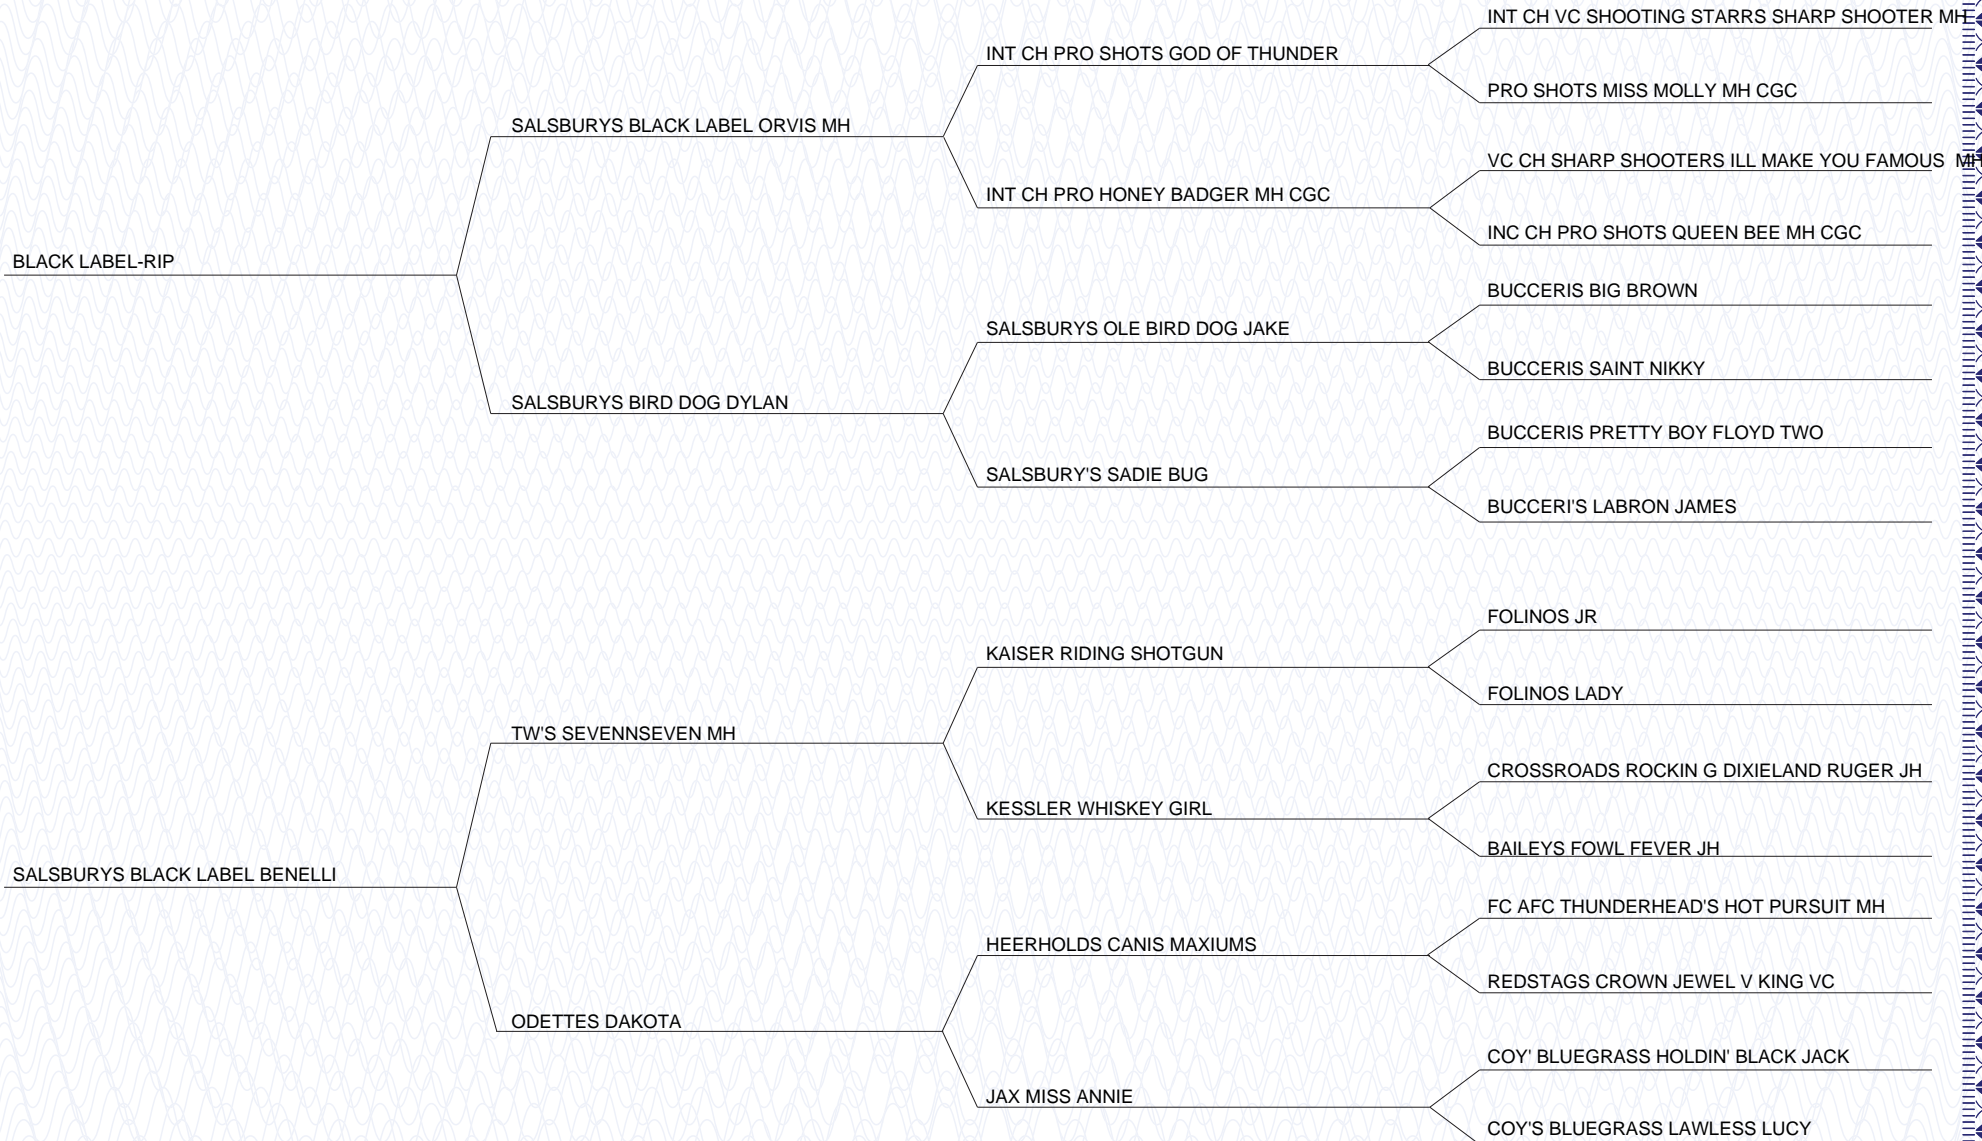 INT CH VC SHOOTING STARRS SHARP SHOOTER MH
INT CH PRO SHOTS GOD OF THUNDER
PRO SHOTS MISS MOLLY MH CGC
SALSBURYS BLACK LABEL ORVIS MH
VC CH SHARP SHOOTERS ILL MAKE YOU FAMOUS MH
INT CH PRO HONEY BADGER MH CGC
INC CH PRO SHOTS QUEEN BEE MH CGC
BLACK LABEL-RIP
BUCCERIS BIG BROWN
SALSBURYS OLE BIRD DOG JAKE
BUCCERIS SAINT NIKKY
SALSBURYS BIRD DOG DYLAN
BUCCERIS PRETTY BOY FLOYD TWO
SALSBURY'S SADIE BUG
BUCCERI'S LABRON JAMES
FOLINOS JR
KAISER RIDING SHOTGUN
FOLINOS LADY
TW'S SEVENNSEVEN MH
CROSSROADS ROCKIN G DIXIELAND RUGER JH
KESSLER WHISKEY GIRL
BAILEYS FOWL FEVER JH
SALSBURYS BLACK LABEL BENELLI
FC AFC THUNDERHEAD'S HOT PURSUIT MH
HEERHOLDS CANIS MAXIUMS
REDSTAGS CROWN JEWEL V KING VC
ODETTES DAKOTA
COY' BLUEGRASS HOLDIN' BLACK JACK
JAX MISS ANNIE
COY'S BLUEGRASS LAWLESS LUCY